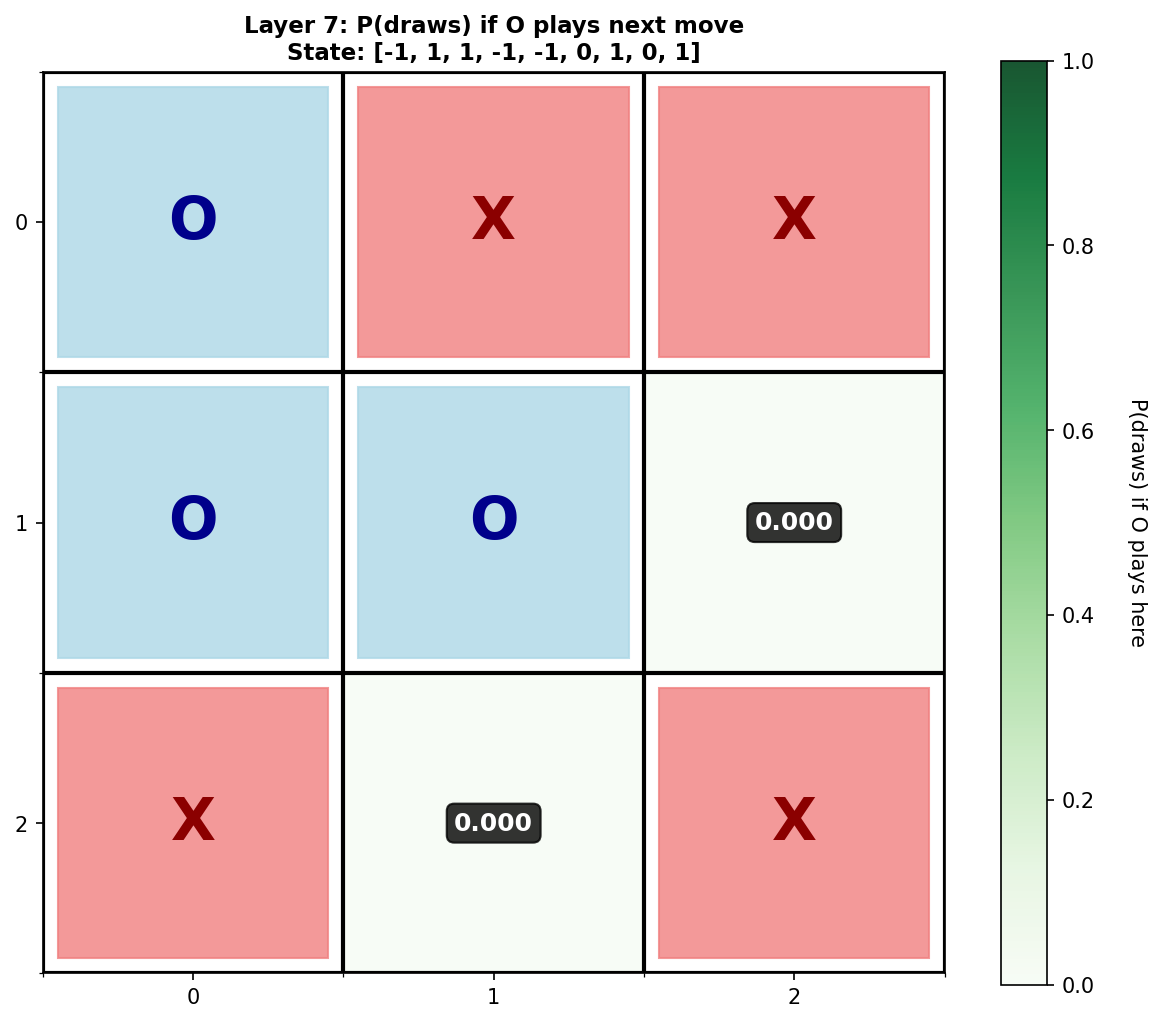 Layer 7: P(draws) if O plays next move
State: [-1, 1, 1, -1, -1, 0, 1, 0, 1]
0
O
X
X
1
O
O
0.000
2
X
0.000
X
0
1
2
1.0
0.8
0.6
0.4
0.2
0.0
P(draws) if O plays here